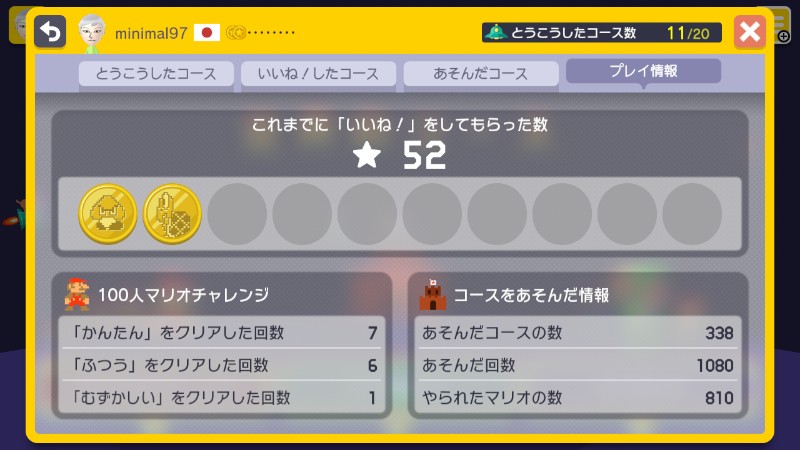 minimal97
とうこうしたコース数 11/20
とうこうしたコース
いいね！したコース
あそんだコース
プレイ情報
これまでに「いいね！」をしてもらった数
★ 52
100人マリオチャレンジ
「かんたん」をクリアした回数 7
「ふつう」をクリアした回数 6
「むずかしい」をクリアした回数 1
コースをあそんだ情報
あそんだコースの数 338
あそんだ回数 1080
やられたマリオの数 810